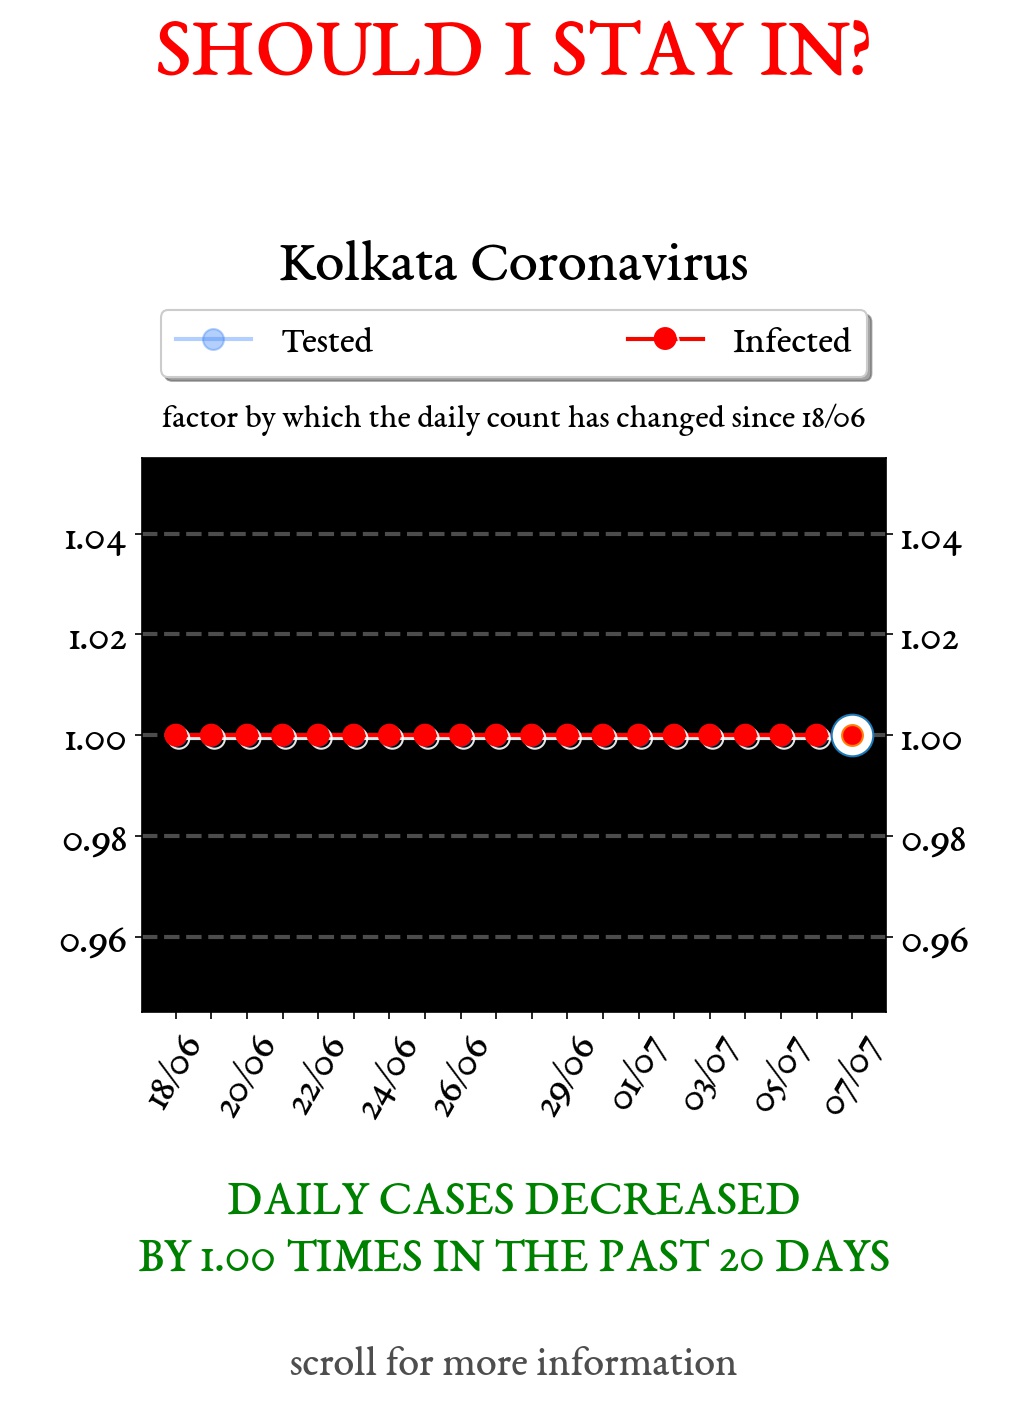 SHOULD I STAY IN?
Kolkata Coronavirus
Tested Infected
factor by which the daily count has changed since 18/06
1.04 1.04
1.02 1.02
1.00 1.00
0.98 0.98
0.96 0.96
18/06 20/06 22/06 24/06 26/06 29/06 01/07 03/07 05/07 07/07
DAILY CASES DECREASED
BY 1.00 TIMES IN THE PAST 20 DAYS
scroll for more information